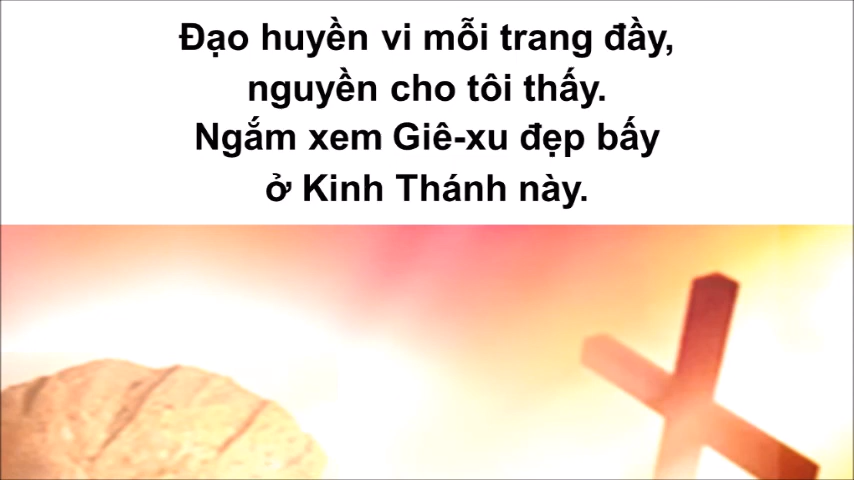 Đạo huyền vi mỗi trang đầy,
nguyền cho tôi thấy.
Ngắm xem Giê-xu đẹp bấy
ở Kinh Thánh này.